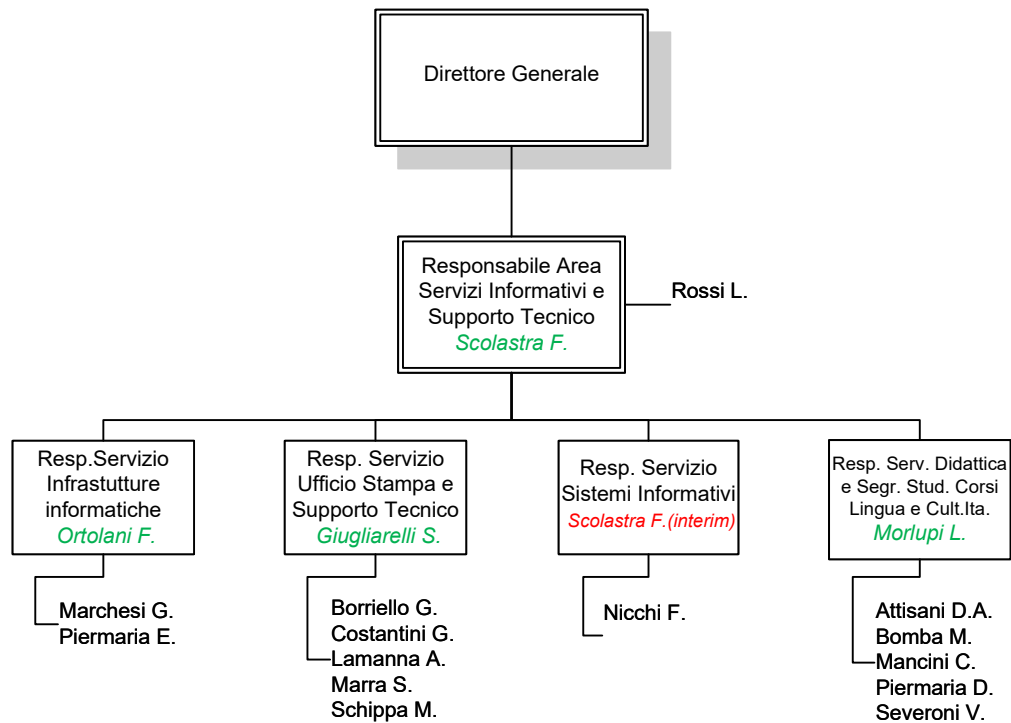 Direttore Generale
Responsabile Area
Servizi Informativi e
Supporto Tecnico
Scolastra F.
Rossi L.
Resp.Servizio
Infrastutture
informatiche
Ortolani F.
Resp. Servizio
Ufficio Stampa e
Supporto Tecnico
Giugliarelli S.
Resp. Servizio
Sistemi Informativi
Scolastra F.(interim)
Resp. Serv. Didattica
e Segr. Stud. Corsi
Lingua e Cult.Ita.
Morlupi L.
Marchesi G.
Piermaria E.
Borriello G.
Costantini G.
Lamanna A.
Marra S.
Schippa M.
Nicchi F.
Attisani D.A.
Bomba M.
Mancini C.
Piermaria D.
Severoni V.